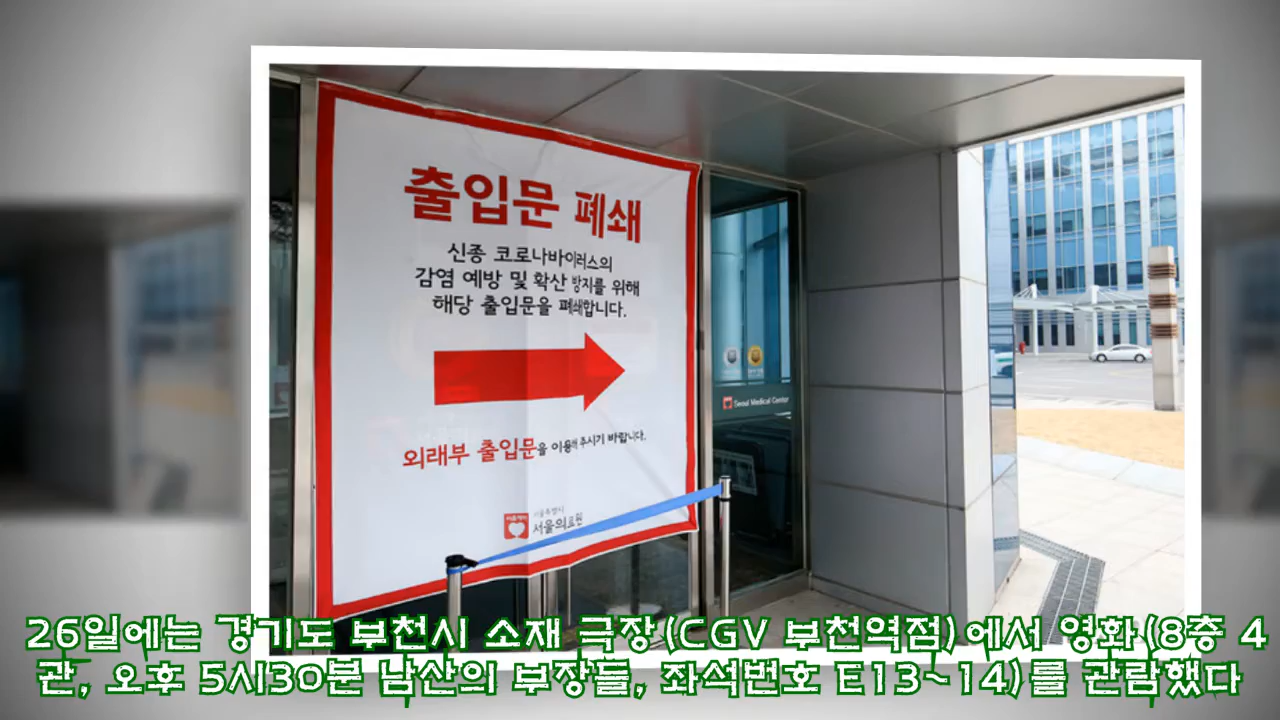 출입문 폐쇄
신종 코로나바이러스의
감염 예방 및 확산 방지를 위해
해당 출입문을 폐쇄합니다.
외래부 출입문을 이용해 주시기 바랍니다.
서울특별시
서울의료원
Seoul Medical Center
26일에는 경기도 부천시 소재 극장(CGV 부천역점)에서 영화(8층 4
관, 오후 5시30분 남산의 부장들, 좌석번호 E13~14)를 관람했다